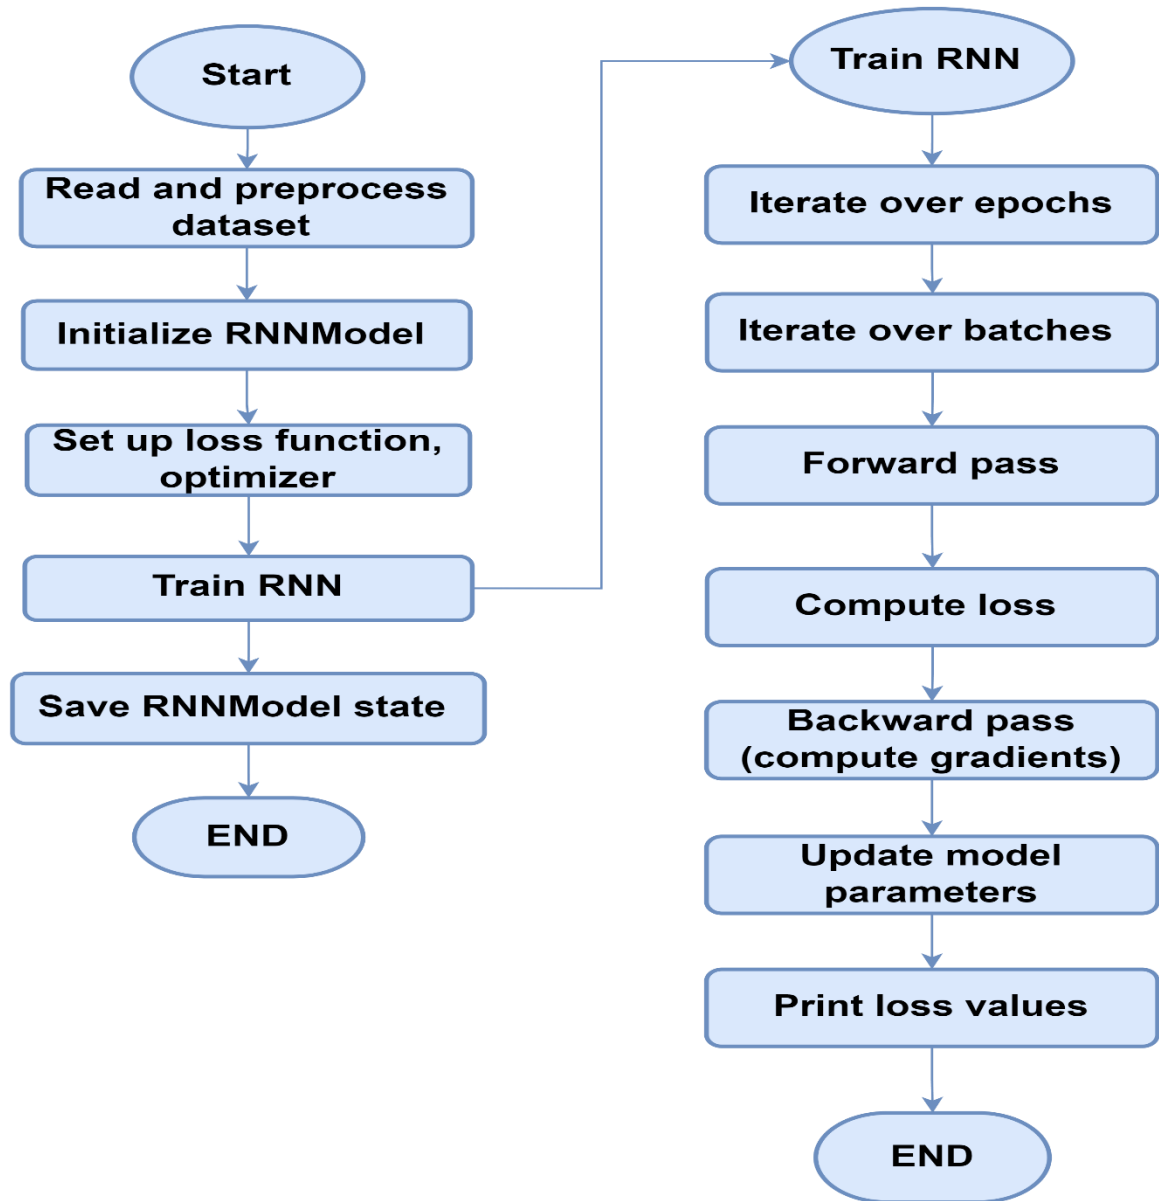 Start
Read and preprocess
dataset
Initialize RNNModel
Set up loss function,
optimizer
Train RNN
Save RNNModel state
END
Train RNN
Iterate over epochs
Iterate over batches
Forward pass
Compute loss
Backward pass
(compute gradients)
Update model
parameters
Print loss values
END